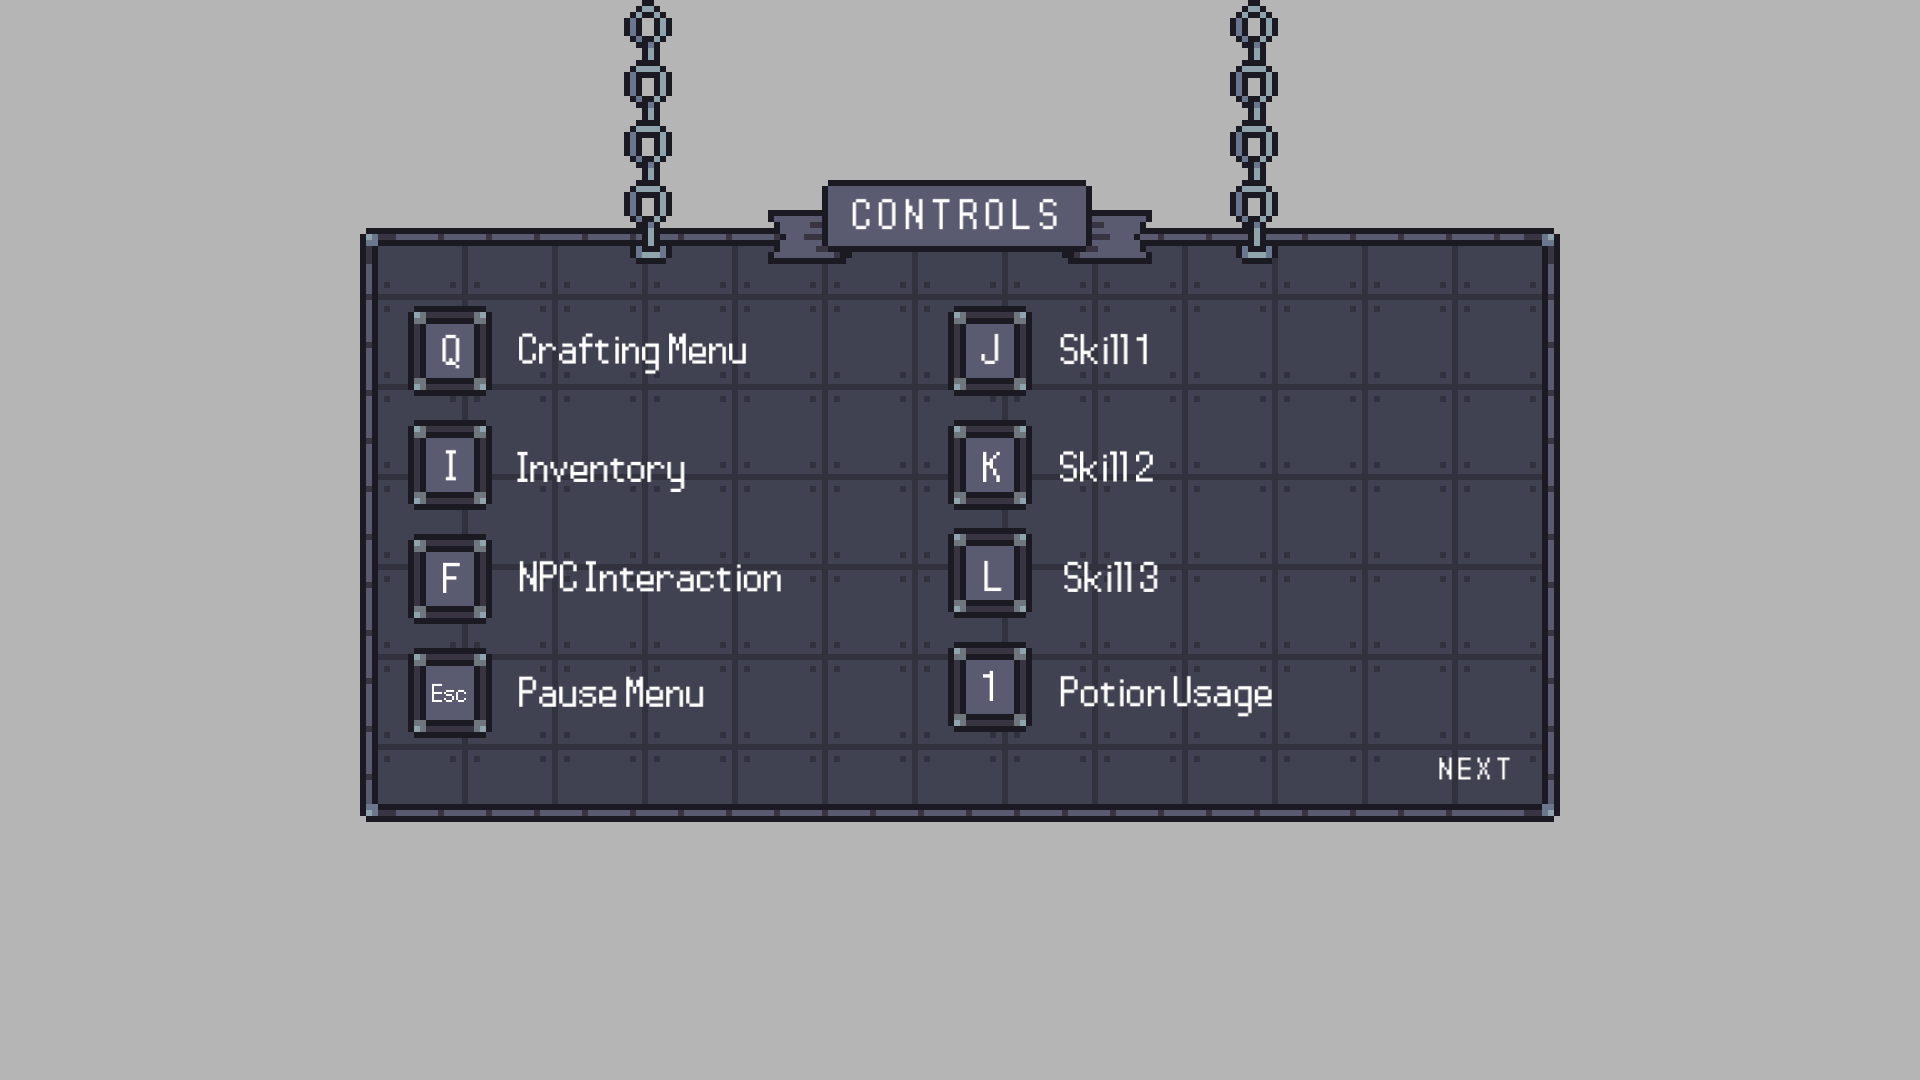 CONTROLS
Q Crafting Menu
J Skill 1
I Inventory
K Skill 2
F NPC Interaction
L Skill 3
Esc Pause Menu
1 Potion Usage
NEXT